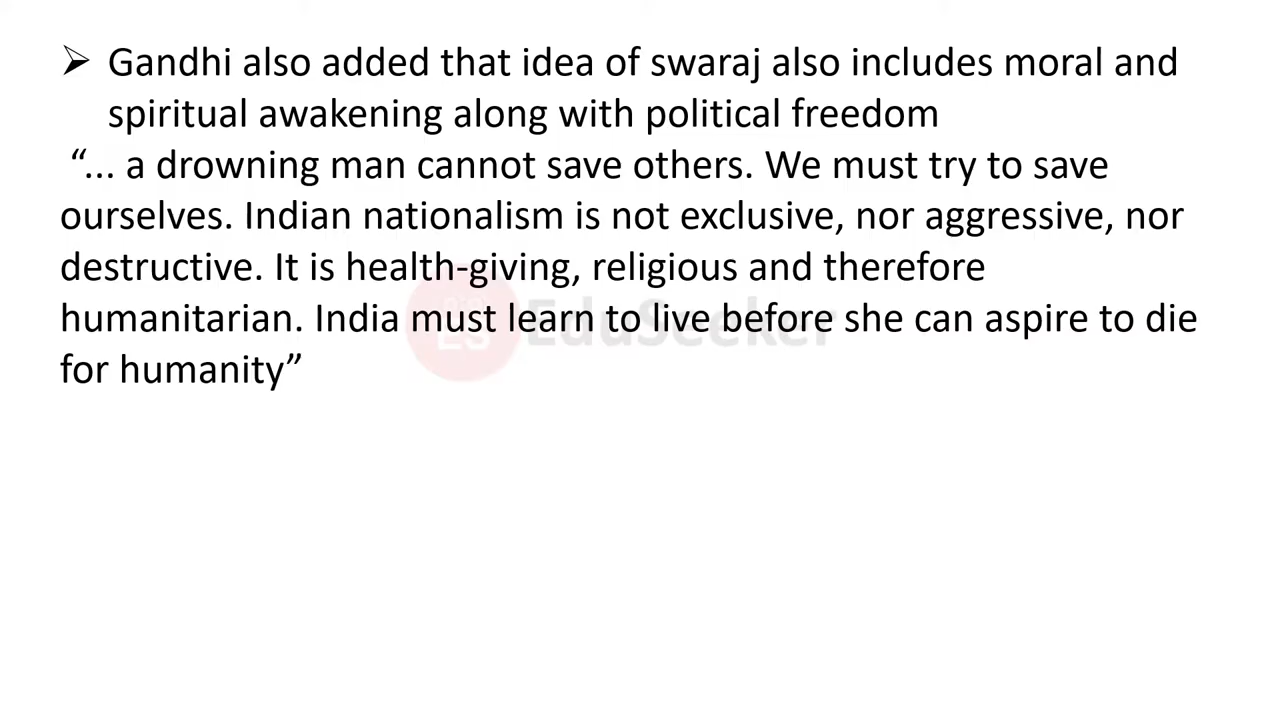 ➢ Gandhi also added that idea of swaraj also includes moral and
spiritual awakening along with political freedom
“... a drowning man cannot save others. We must try to save
ourselves. Indian nationalism is not exclusive, nor aggressive, nor
destructive. It is health-giving, religious and therefore
humanitarian. India must learn to live before she can aspire to die
for humanity”
ES EduSeeker